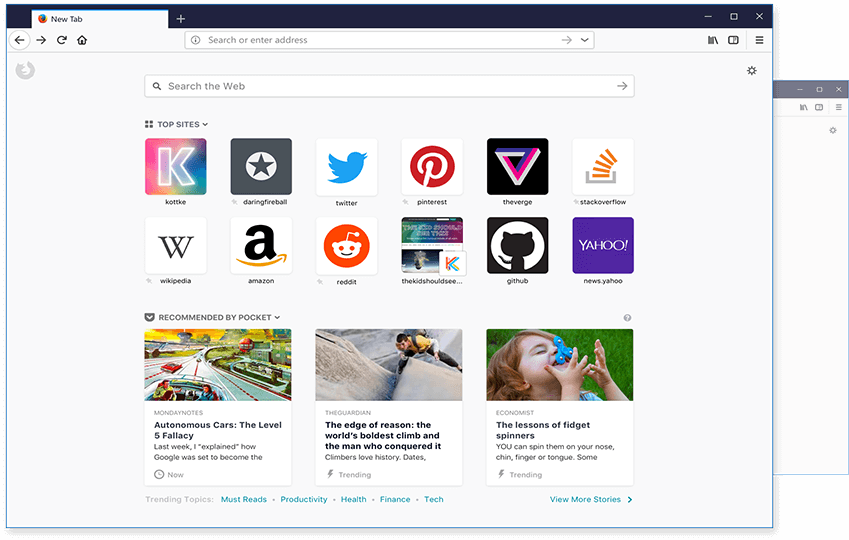 New Tab
Search or enter address
Search the Web
TOP SITES
K
kottke
daringfireball
twitter
pinterest
theverge
stackoverflow
W
a
YAHOO!
wikipedia
amazon
reddit
thekidshouldsee...
github
news.yahoo
RECOMMENDED BY POCKET
MONDAYNOTES
Autonomous Cars: The Level
5 Fallacy
Last week, I “explained” how
Google was set to become the
Now
THEGUARDIAN
The edge of reason: the
world’s boldest climb and
the man who conquered it
Climbers love history. Dates,
Trending
ECONOMIST
The lessons of fidget
spinners
YOU can spin them on your nose,
chin, finger or tongue. Some
Trending
Trending Topics: Must Reads • Productivity • Health • Finance • Tech
View More Stories